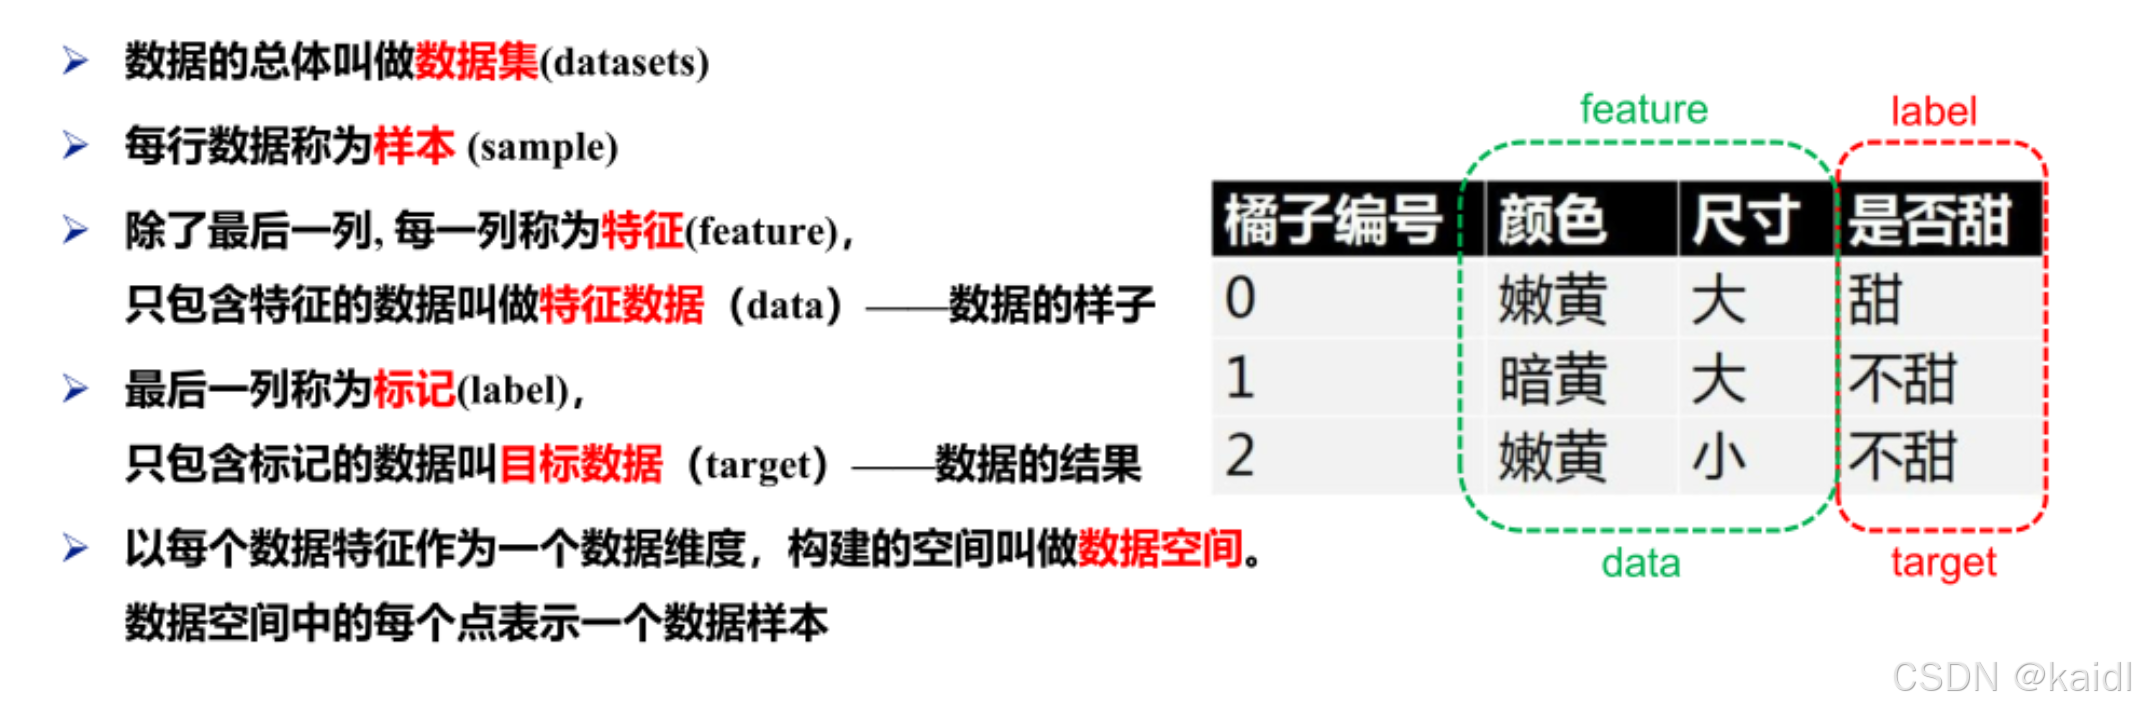 数据的总体叫做数据集(datasets)
每行数据称为样本 (sample)
除了最后一列, 每一列称为特征(feature),
只包含特征的数据叫做特征数据（data）——数据的样子
最后一列称为标记(label),
只包含标记的数据叫目标数据（target）——数据的结果
以每个数据特征作为一个数据维度，构建的空间叫做数据空间。
数据空间中的每个点表示一个数据样本
feature label
橘子编号 颜色 尺寸 是否甜
0 嫩黄 大 甜
1 暗黄 大 不甜
2 嫩黄 小 不甜
data target
CSDN @kaidl